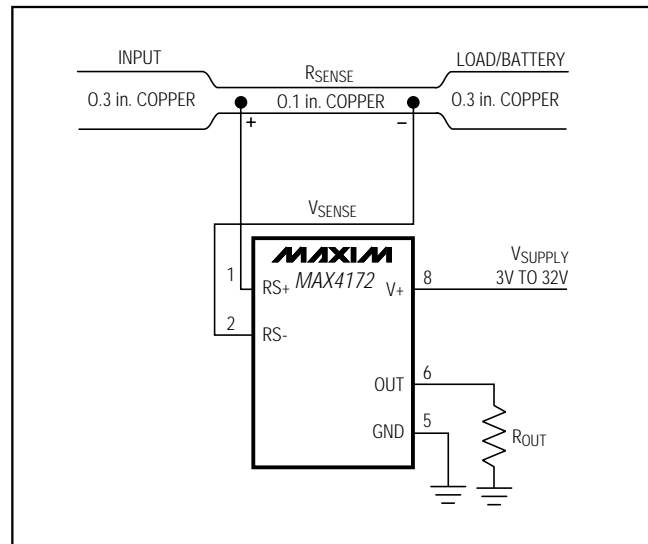 INPUT
RSENSE
LOAD/BATTERY
0.3 in. COPPER
0.1 in. COPPER
0.3 in. COPPER
+
–
VSENSE
MAXIM
MAX4172
VSUPPLY
3V TO 32V
1
RS+
V+
8
2
RS-
OUT
6
GND
5
ROUT